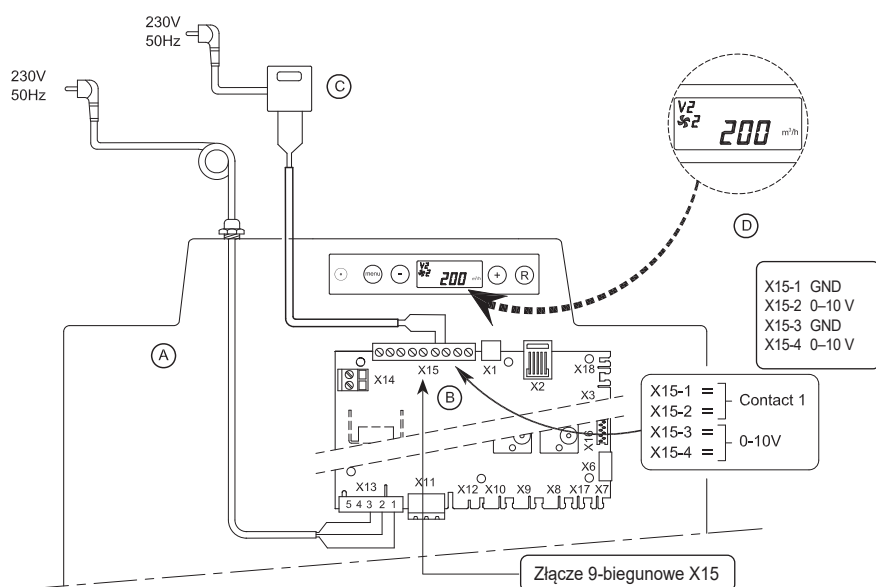 230V
50Hz
230V
50Hz
C
V2
2 200 m³/h
D
menu - V2 2 200 m³/h + R
X15-1 GND
X15-2 0–10 V
X15-3 GND
X15-4 0–10 V
A
X14
X15
B
X1
X2
X18
X3
X15-1 =
X15-2 =
Contact 1
X15-3 =
X15-4 =
0-10V
X16
X6
X13
X11
X12
X10
X9
X8
X17
X7
5 4 3 2 1
Złącze 9-biegunowe X15